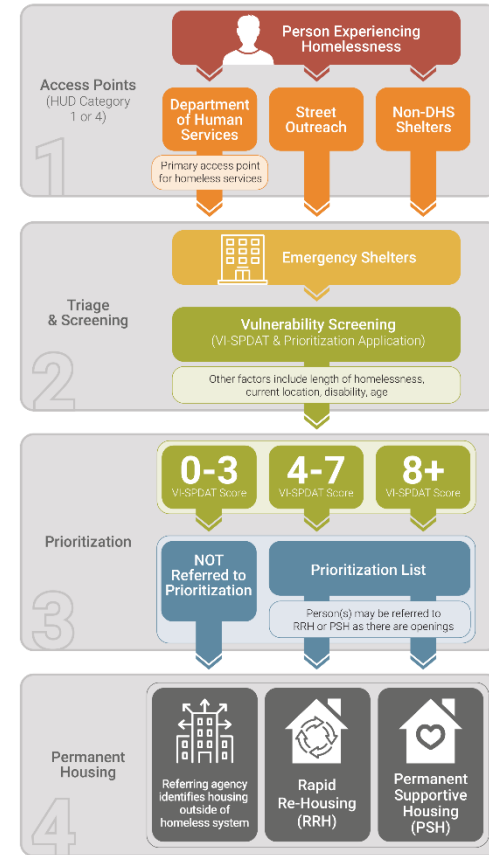 Person Experiencing
Homelessness
Access Points
(HUD Category
1 or 4)
1
Department
of Human
Services
Street
Outreach
Non-DHS
Shelters
Primary access point
for homeless services
Emergency Shelters
Triage
& Screening
2
Vulnerability Screening
(VI-SPDAT & Prioritization Application)
Other factors include length of homelessness,
current location, disability, age
0-3
VI-SPDAT Score
4-7
VI-SPDAT Score
8+
VI-SPDAT Score
Prioritization
3
NOT
Referred to
Prioritization
Prioritization List
Person(s) may be referred to
RRH or PSH as there are openings
Permanent
Housing
4
Referring agency
identifies housing
outside of
homeless system
Rapid
Re-Housing
(RRH)
Permanent
Supportive
Housing
(PSH)